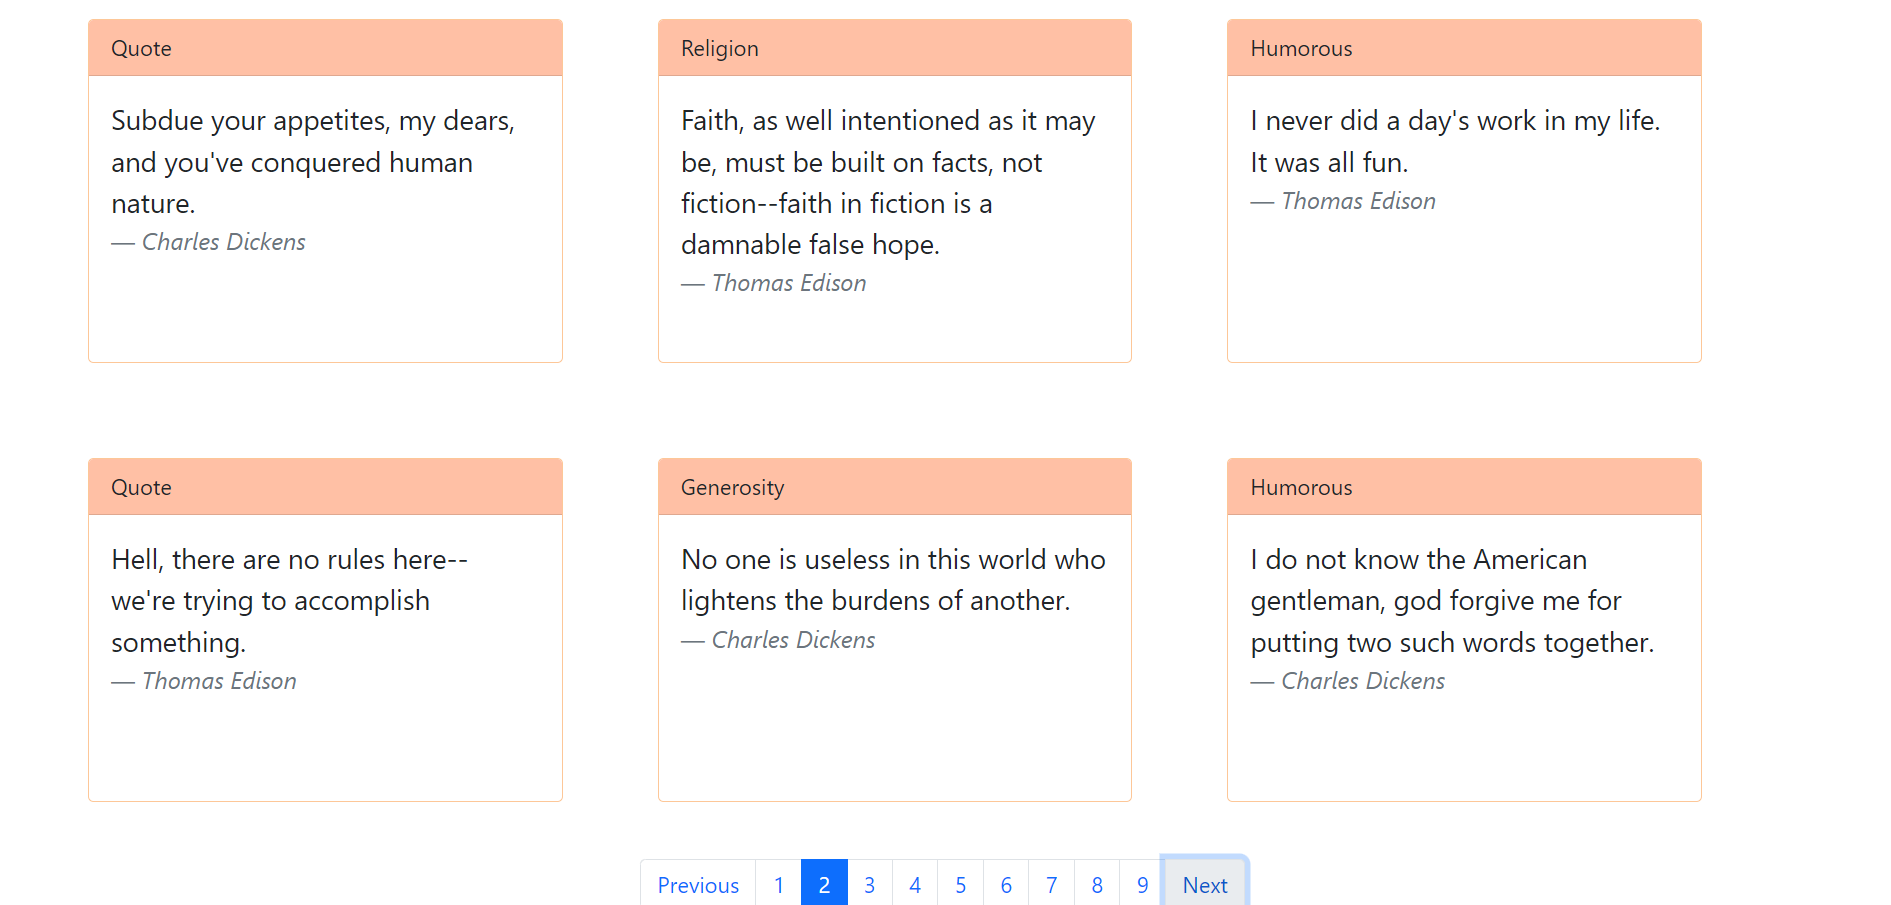 Quote
Subdue your appetites, my dears,
and you've conquered human
nature.
— Charles Dickens
Religion
Faith, as well intentioned as it may
be, must be built on facts, not
fiction--faith in fiction is a
damnable false hope.
— Thomas Edison
Humorous
I never did a day's work in my life.
It was all fun.
— Thomas Edison
Quote
Hell, there are no rules here--
we're trying to accomplish
something.
— Thomas Edison
Generosity
No one is useless in this world who
lightens the burdens of another.
— Charles Dickens
Humorous
I do not know the American
gentleman, god forgive me for
putting two such words together.
— Charles Dickens
Previous 1 2 3 4 5 6 7 8 9 Next